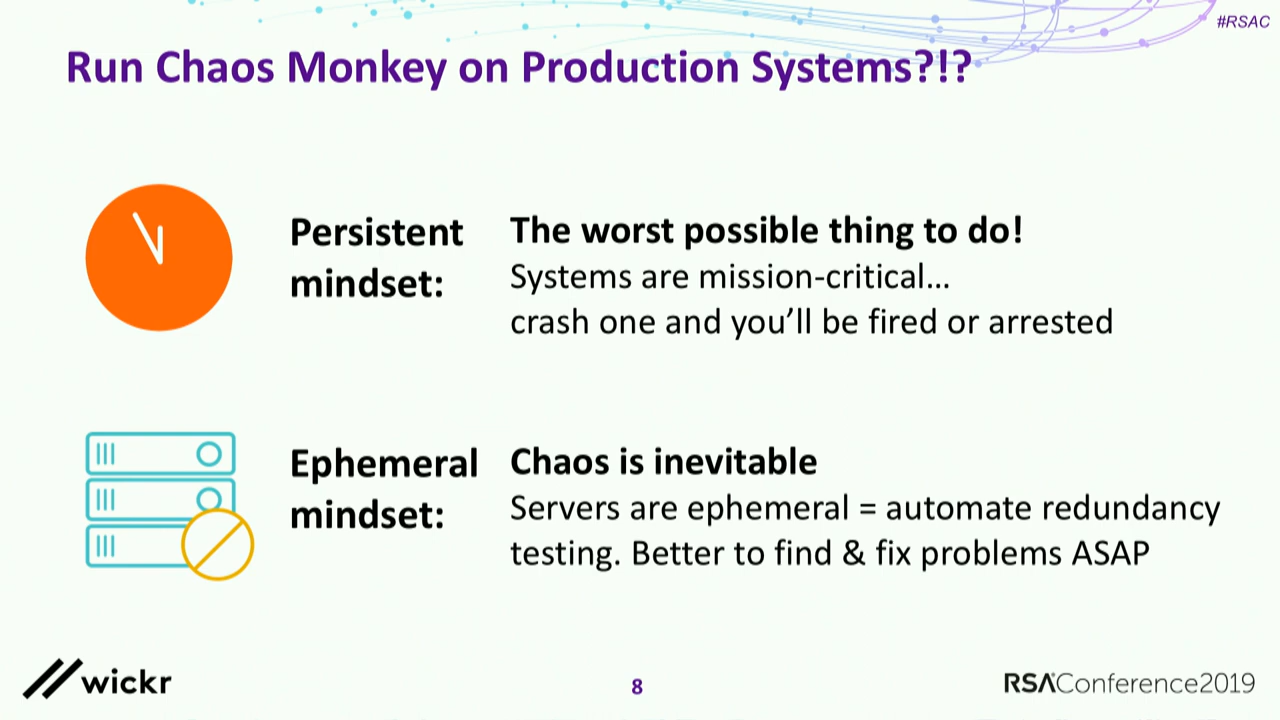 #RSAC
Run Chaos Monkey on Production Systems?!?
Persistent
mindset:
The worst possible thing to do!
Systems are mission-critical...
crash one and you’ll be fired or arrested
Ephemeral
mindset:
Chaos is inevitable
Servers are ephemeral = automate redundancy
testing. Better to find & fix problems ASAP
wickr
8
RSAConference2019